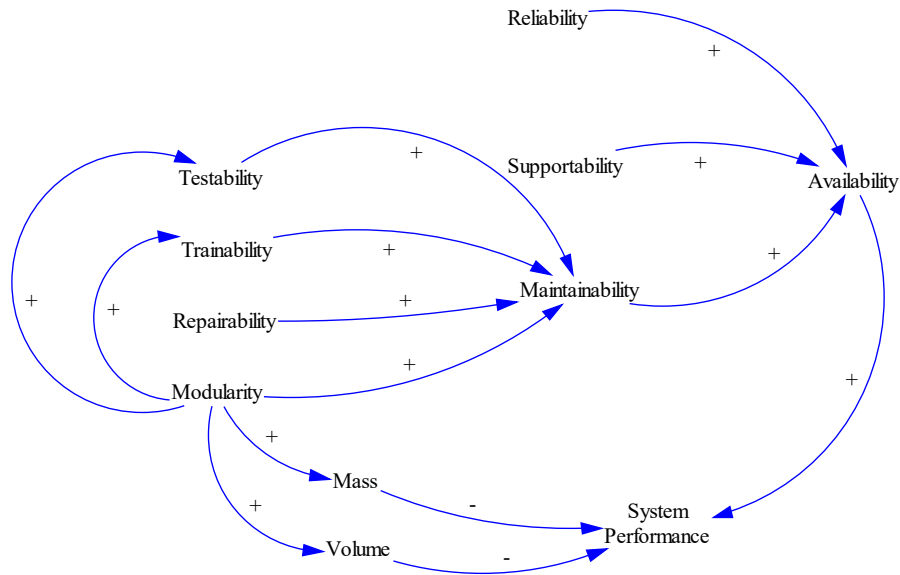 Reliability
+
+
Testability
Supportability
+
Availability
Trainability
+
+
Maintainability
+
+
+
Repairability
+
Modularity
+
+
Mass
+
-
System
Performance
Volume
-